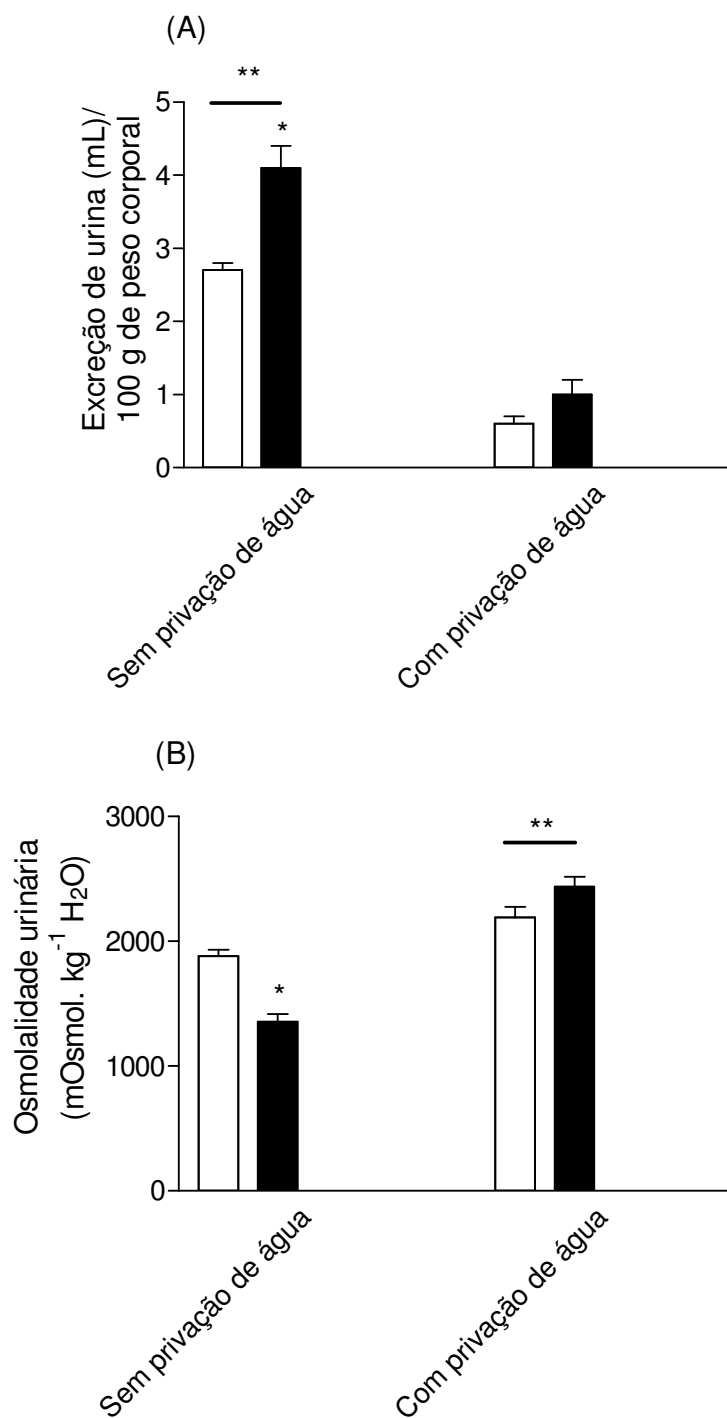 (A)
**
5
*
4
3
2
1
0
Excreção de urina (mL)/
100 g de peso corporal
Sem privação de água
Com privação de água
(B)
3000
**
2000
*
1000
0
Osmolalidade urinária
(mOsmol. kg⁻¹ H₂O)
Sem privação de água
Com privação de água